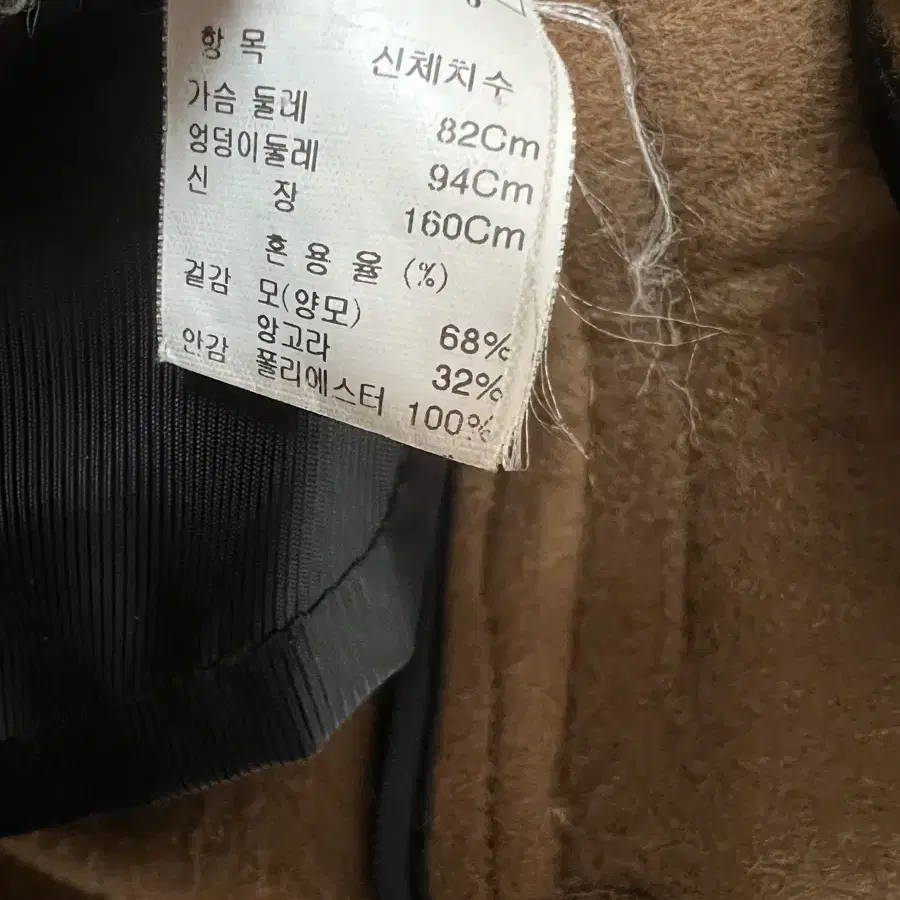 항 목 신체치수
가슴 둘레 82Cm
엉덩이둘레 94Cm
신 장 160Cm
혼 용 율 (%)
겉감 모(양모) 68%
앙고라 32%
안감 폴리에스터 100%